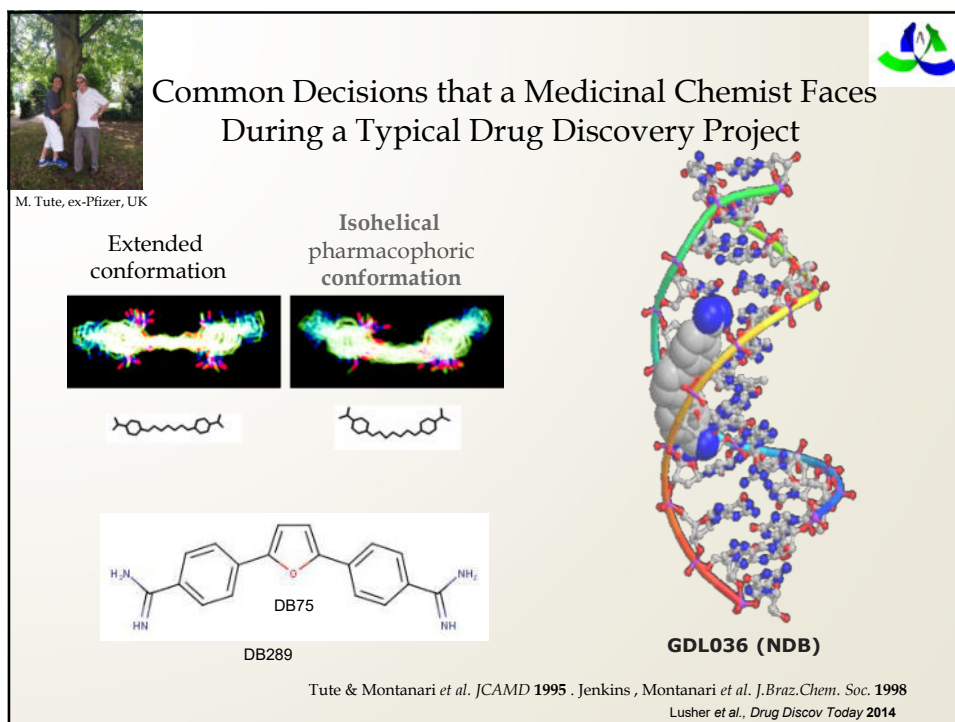 Common Decisions that a Medicinal Chemist Faces
During a Typical Drug Discovery Project
M. Tute, ex-Pfizer, UK
Extended
conformation
Isohelical
pharmacophoric
conformation
H₂N
NH
O
NH₂
NH
DB75
DB289
GDL036 (NDB)
Tute & Montanari et al. JCAMD 1995 . Jenkins , Montanari et al. J.Braz.Chem. Soc. 1998
Lusher et al., Drug Discov Today 2014